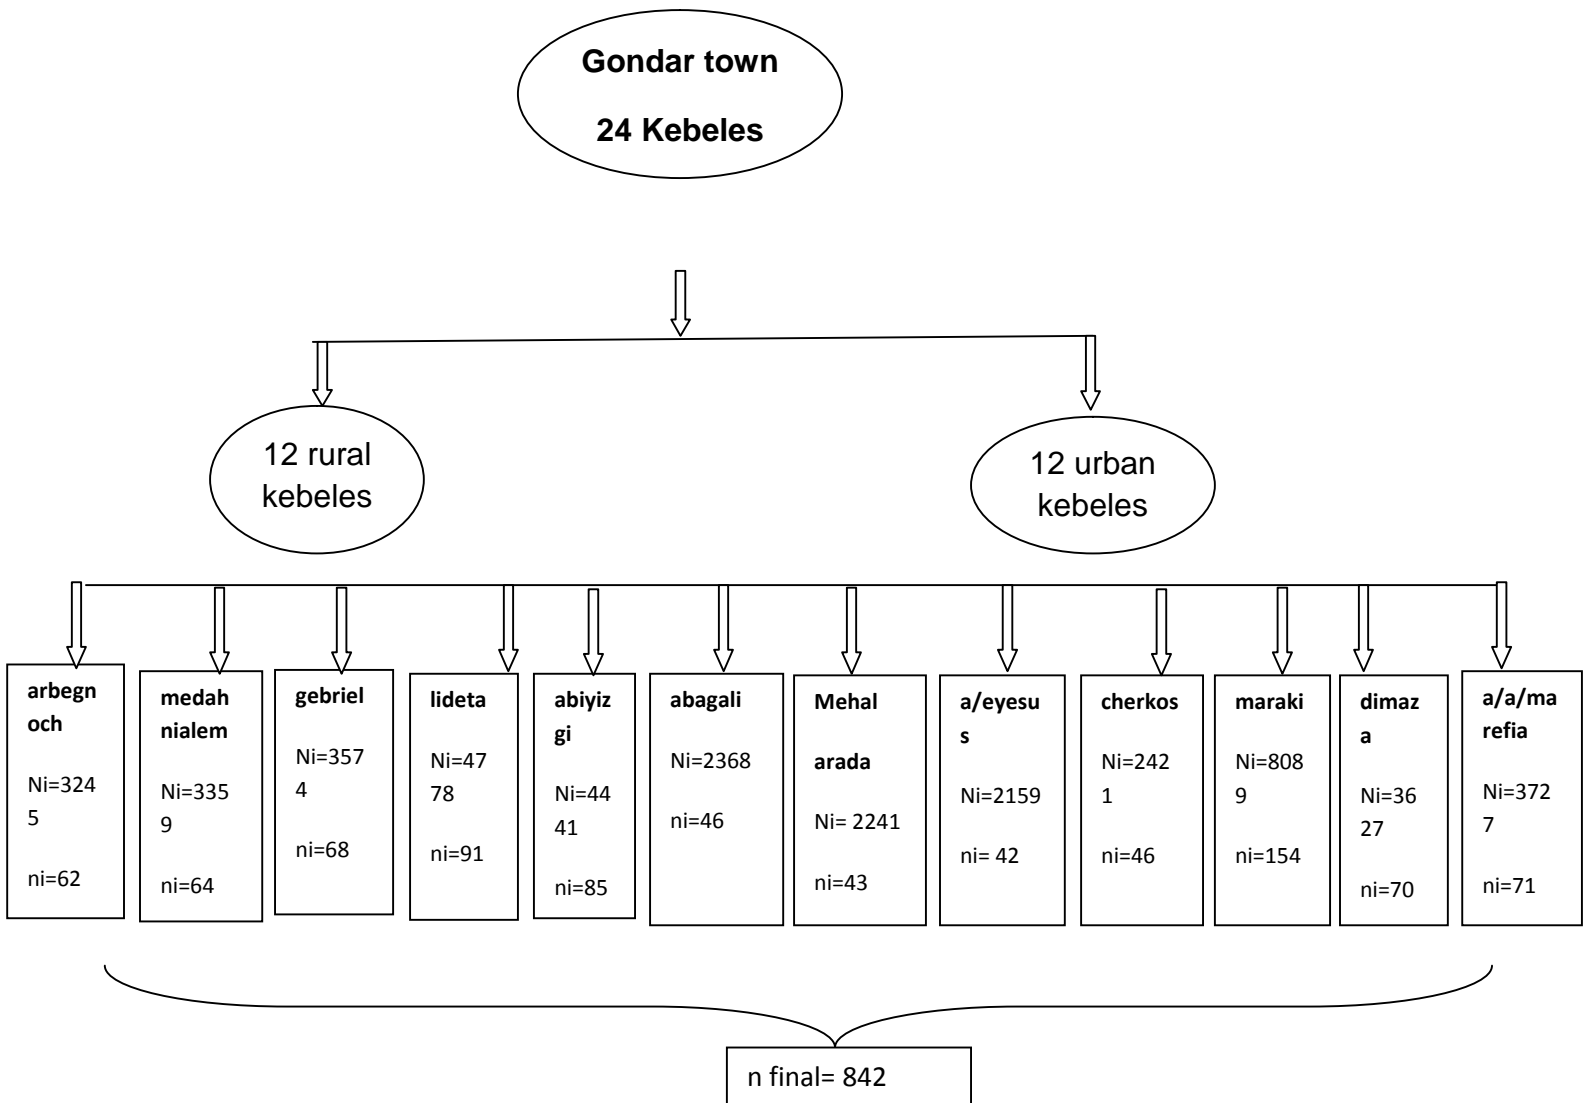 Gondar town
24 Kebeles
12 rural
kebeles
12 urban
kebeles
arbegn
och
Ni=324
5
ni=62
medah
nialem
Ni=335
9
ni=64
gebriel
Ni=357
4
ni=68
lideta
Ni=47
78
ni=91
abiyiz
gi
Ni=44
41
ni=85
abagali
Ni=2368
ni=46
Mehal
arada
Ni= 2241
ni=43
a/eyesu
s
Ni=2159
ni= 42
cherkos
Ni=242
1
ni=46
maraki
Ni=808
9
ni=154
dimaz
a
Ni=36
27
ni=70
a/a/ma
refia
Ni=372
7
ni=71
n final= 842